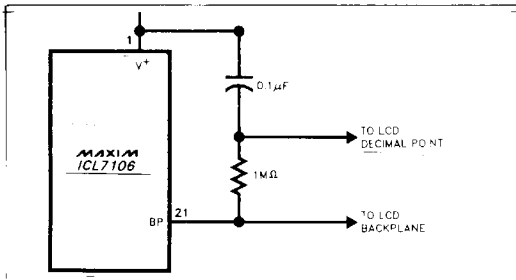 1
V+
0.1μF
TO LCD
DECIMAL POINT
MAXIM
ICL7106
1MΩ
21
BP
TO LCD
BACKPLANE